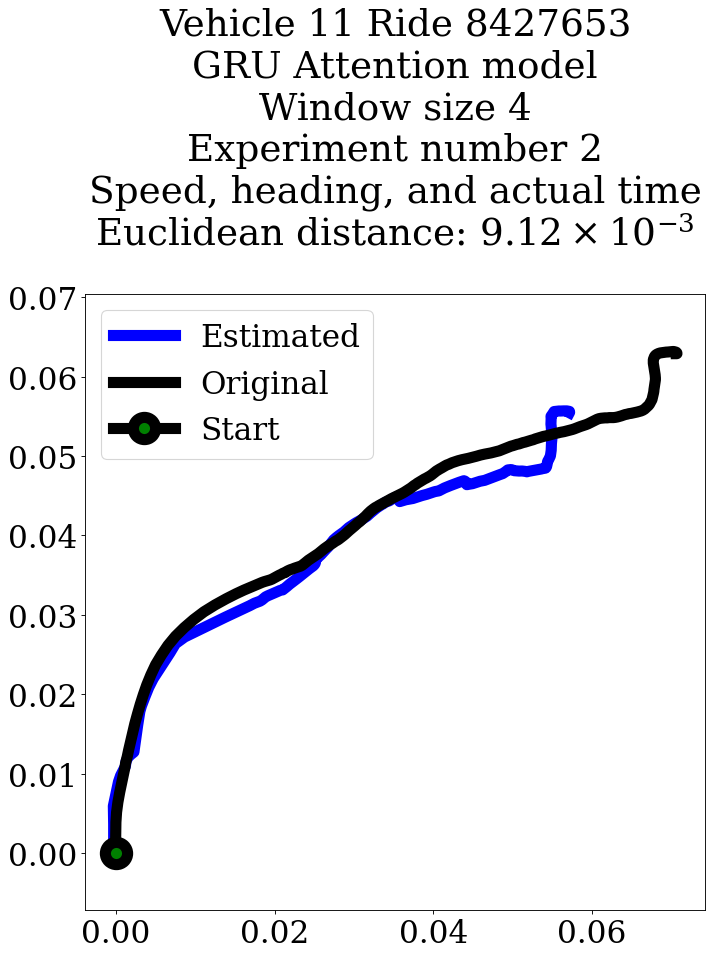 Vehicle 11 Ride 8427653
GRU Attention model
Window size 4
Experiment number 2
Speed, heading, and actual time
Euclidean distance: 9.12 × 10⁻³
0.07
0.06
0.05
0.04
0.03
0.02
0.01
0.00
Estimated
Original
Start
0.00 0.02 0.04 0.06